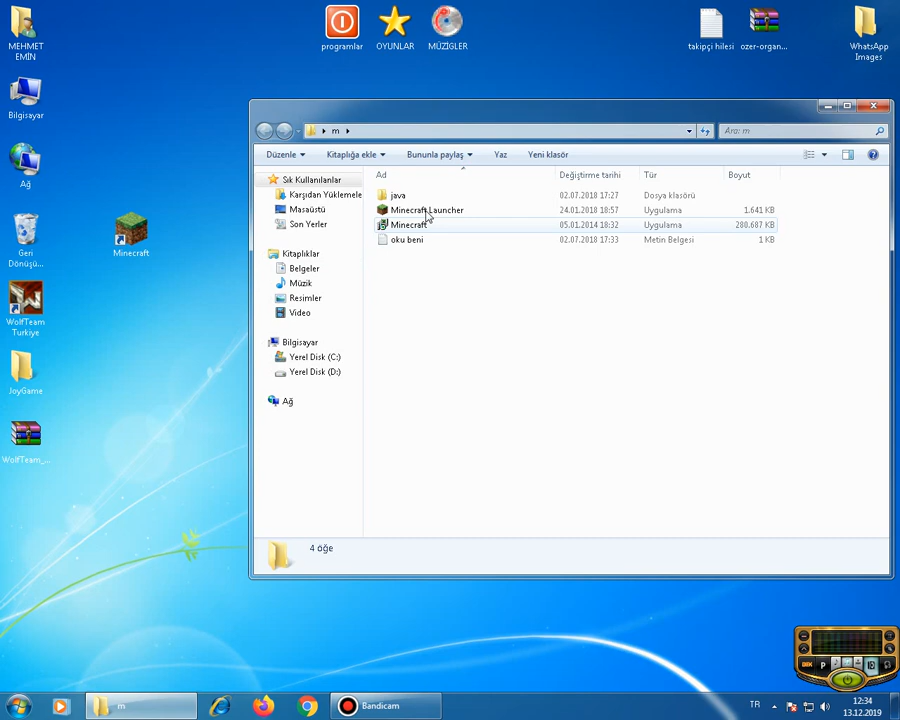 MEHMET
EMİN
programlar
OYUNLAR
MÜZİGLER
takipçi hilesi
ozer-organ...
WhatsApp
Images
Bilgisayar
Ağ
Geri
Dönüşü...
Minecraft
WolfTeam
Turkiye
JoyGame
WolfTeam_...
m
Ara: m
Düzenle
Kitaplığa ekle
Bununla paylaş
Yaz
Yeni klasör
Ad
Değiştirme tarihi
Tür
Boyut
Sık Kullanılanlar
Karşıdan Yüklemele
Masaüstü
Son Yerler
Kitaplıklar
Belgeler
Müzik
Resimler
Video
Bilgisayar
Yerel Disk (C:)
Yerel Disk (D:)
Ağ
java 02.07.2018 17:27 Dosya klasörü
Minecraft Launcher 24.01.2018 18:57 Uygulama 1.641 KB
Minecraft 05.01.2014 18:32 Uygulama 280.687 KB
oku beni 02.07.2018 17:33 Metin Belgesi 1 KB
4 öğe
m
Bandicam
TR
12:34
13.12.2019